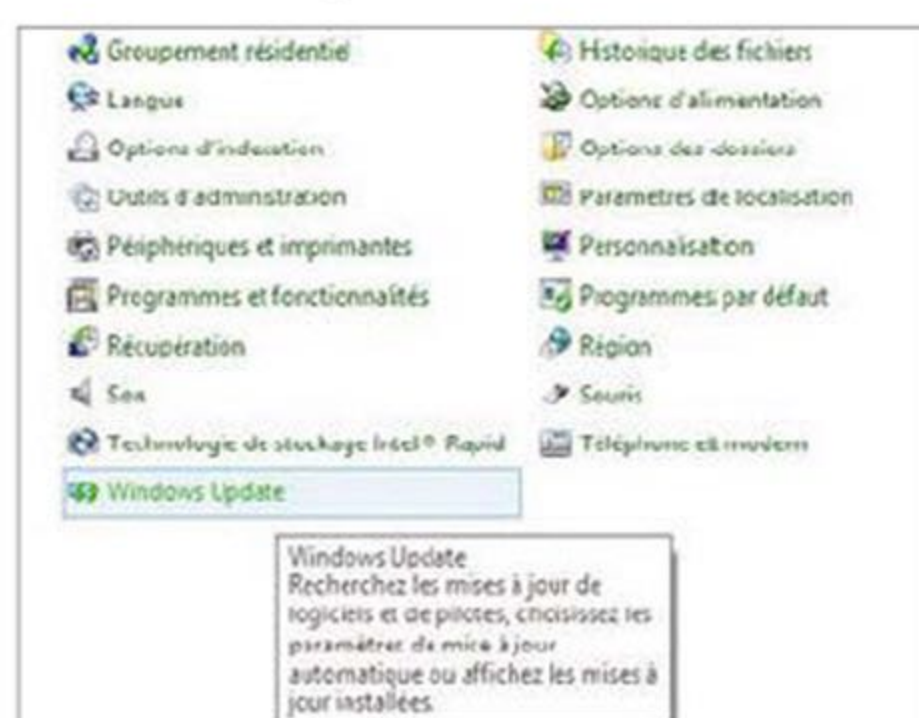 Groupement résidentiel
Historique des fichiers
Langue
Options d'alimentation
Options d'indexation
Options des dossiers
Outils d'administration
Paramètres de localisation
Périphériques et imprimantes
Personnalisation
Programmes et fonctionnalités
Programmes par défaut
Récupération
Région
Son
Souris
Technologie de stockage Intel® Rapid
Téléphone et modem
Windows Update
Windows Update
Recherchez les mises à jour de
logiciels et de pilotes, choisissez les
paramètres de mise à jour
automatique ou affichez les mises à
jour installées.